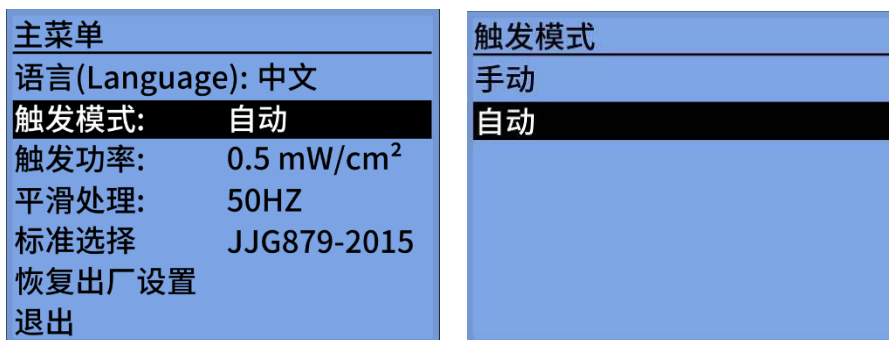 主菜单
语言(Language): 中文
触发模式: 自动
触发功率: 0.5 mW/cm²
平滑处理: 50HZ
标准选择 JJG879-2015
恢复出厂设置
退出
触发模式
手动
自动